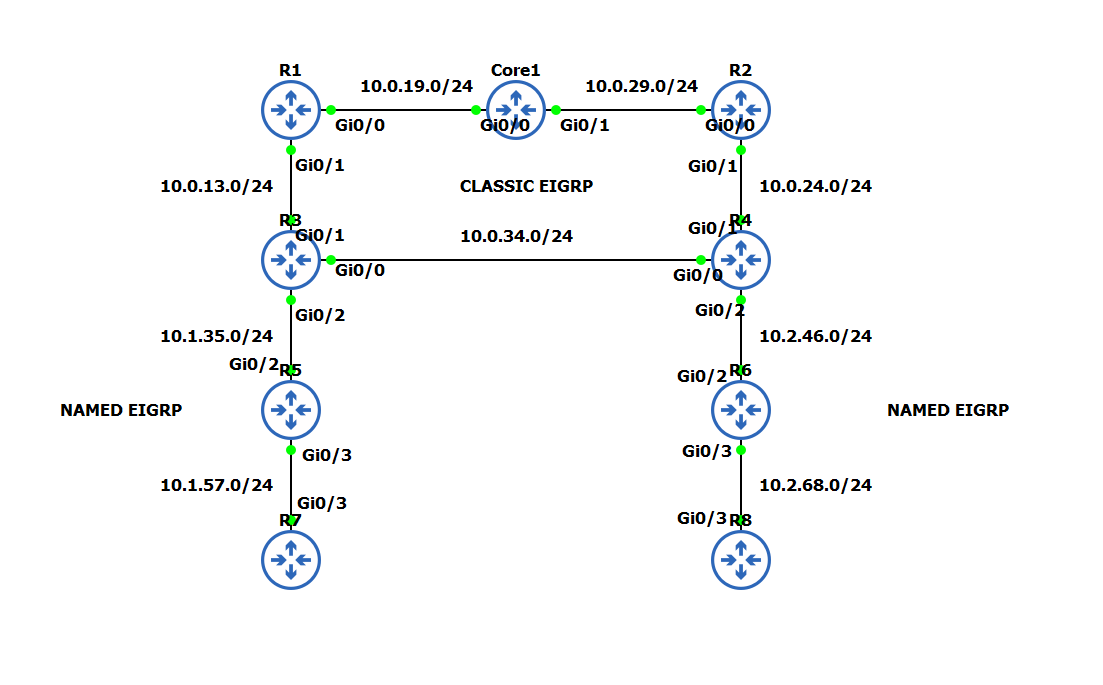 R1
Core1
R2
10.0.19.0/24
10.0.29.0/24
Gi0/0
Gi0/0
Gi0/1
Gi0/0
Gi0/1
Gi0/1
10.0.13.0/24
CLASSIC EIGRP
10.0.24.0/24
R3
R4
Gi0/1
Gi0/1
10.0.34.0/24
Gi0/0
Gi0/0
Gi0/2
Gi0/2
10.1.35.0/24
10.2.46.0/24
Gi0/2
R5
Gi0/2
R6
NAMED EIGRP
NAMED EIGRP
Gi0/3
Gi0/3
10.1.57.0/24
10.2.68.0/24
Gi0/3
R7
Gi0/3
R8